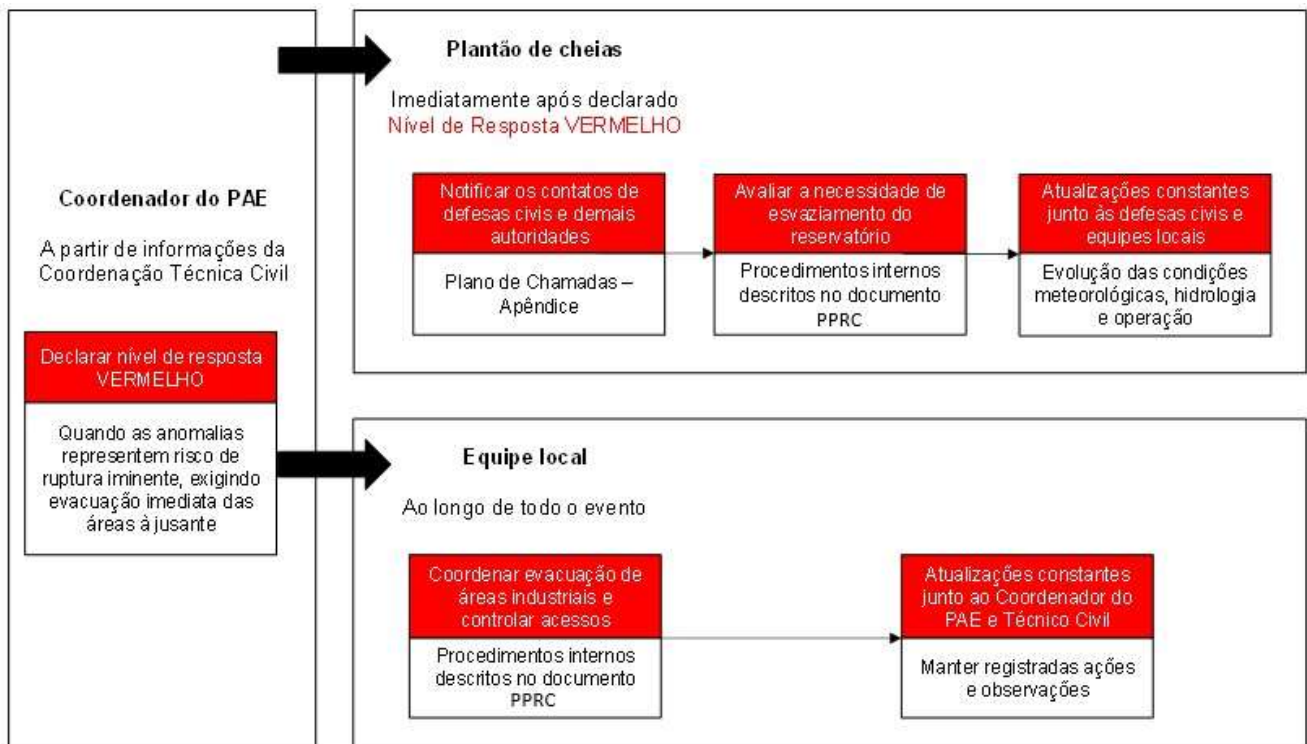 Coordenador do PAE
A partir de informações da
Coordenação Técnica Civil
Declarar nível de resposta
VERMELHO
Quando as anomalias
representem risco de
ruptura iminente, exigindo
evacuação imediata das
áreas à jusante
Plantão de cheias
Imediatamente após declarado
Nível de Resposta VERMELHO
Notificar os contatos de
defesas civis e demais
autoridades
Plano de Chamadas –
Apêndice
Avaliar a necessidade de
esvaziamento do
reservatório
Procedimentos internos
descritos no documento
PPRC
Atualizações constantes
junto às defesas civis e
equipes locais
Evolução das condições
meteorológicas, hidrologia
e operação
Equipe local
Ao longo de todo o evento
Coordenar evacuação de
áreas industriais e
controlar acessos
Procedimentos internos
descritos no documento
PPRC
Atualizações constantes
junto ao Coordenador do
PAE e Técnico Civil
Manter registradas ações
e observações